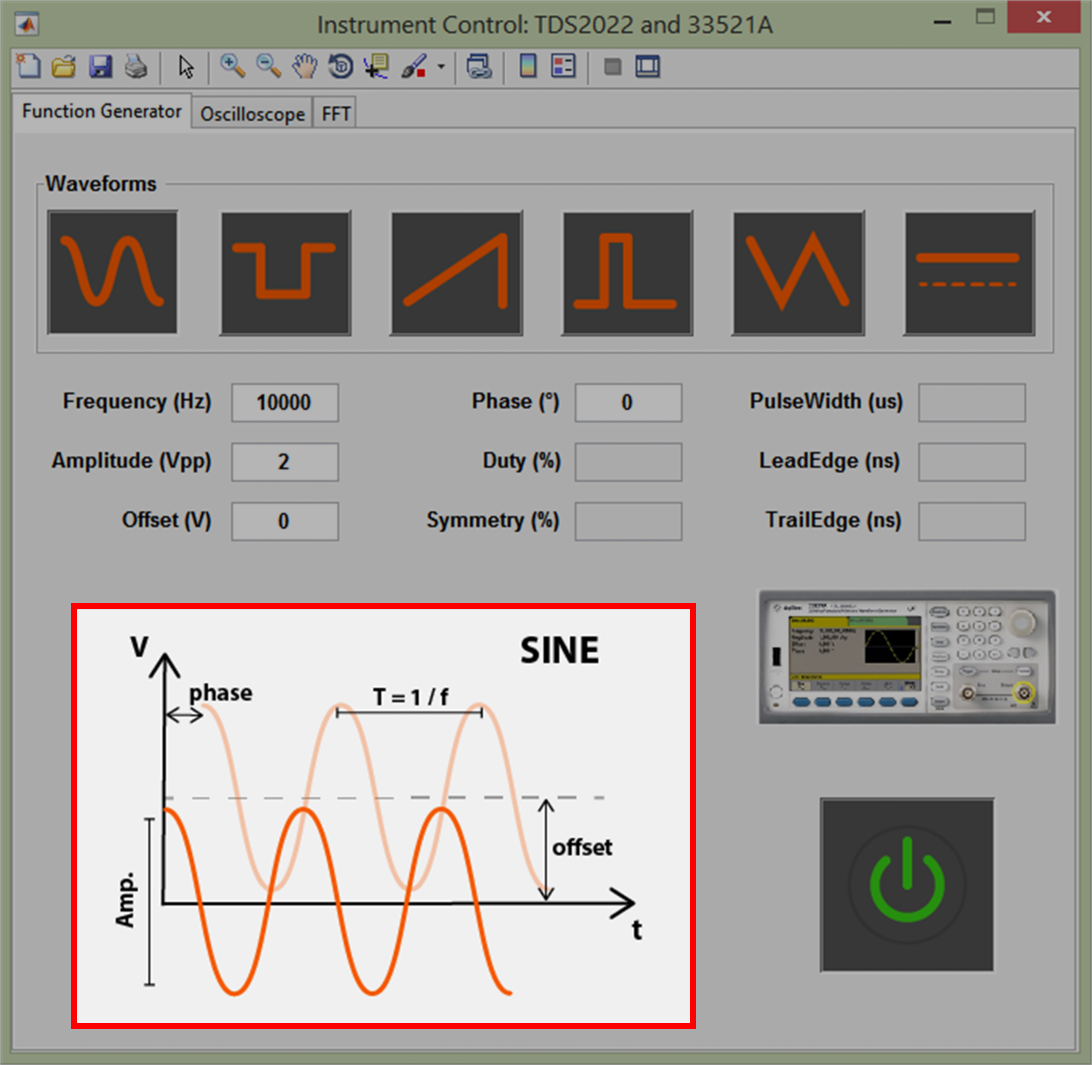 Instrument Control: TDS2022 and 33521A
Function Generator Oscilloscope FFT
Waveforms
Frequency (Hz) 10000 Phase (°) 0 PulseWidth (us)
Amplitude (Vpp) 2 Duty (%) LeadEdge (ns)
Offset (V) 0 Symmetry (%) TrailEdge (ns)
V SINE
phase T = 1 / f
offset
Amp.
t
Agilent